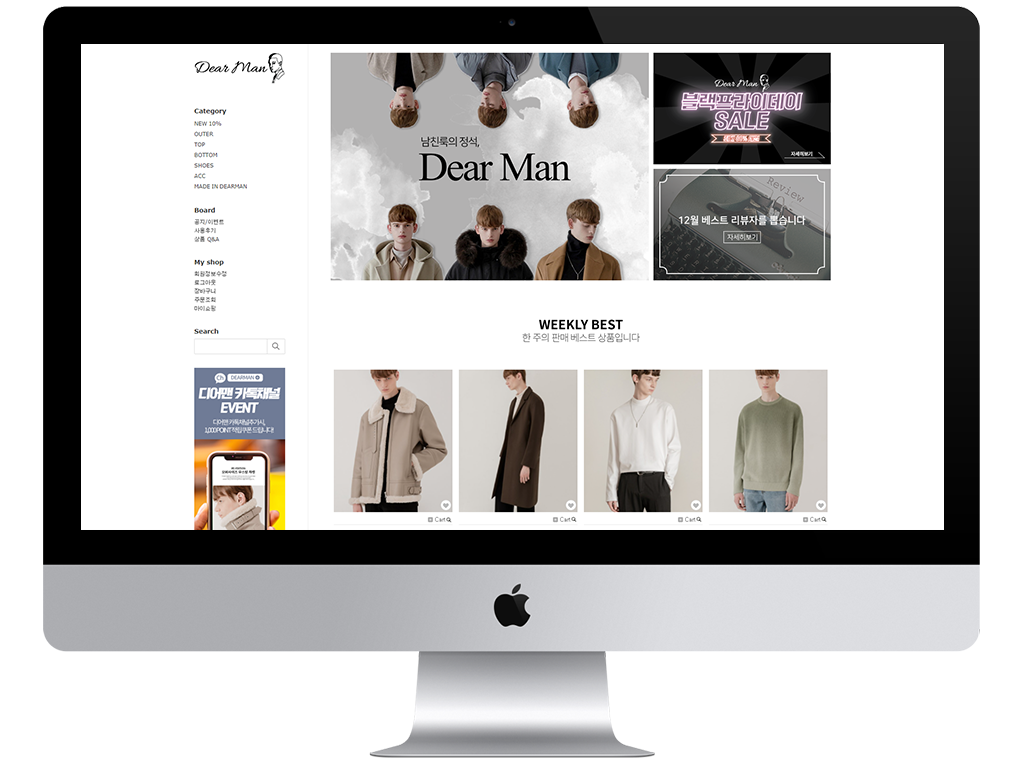 Dear Man
Category
NEW 10%
OUTER
TOP
BOTTOM
SHOES
ACC
MADE IN DEARMAN
Board
공지/이벤트
사용후기
상품 Q&A
My shop
회원정보수정
로그아웃
장바구니
주문조회
마이쇼핑
Search
Ch DEARMAN
디어맨 카톡채널
EVENT
디어맨 카톡채널추가시,
1,000POINT 적립쿠폰 드립니다!
남친룩의 정석,
Dear Man
Dear Man
블랙프라이데이
SALE
자세히보기
Review
12월 베스트 리뷰자를 뽑습니다
자세히보기
WEEKLY BEST
한 주의 판매 베스트 상품입니다
Cart
Cart
Cart
Cart